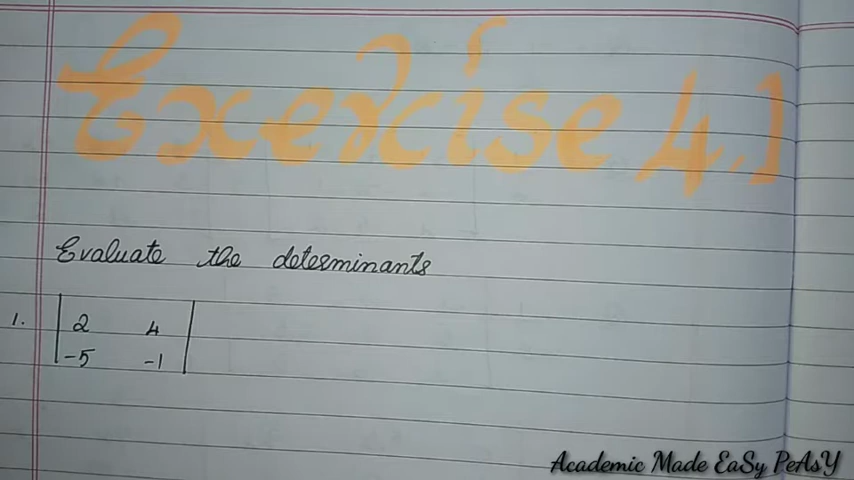 Exercise 4.1
Evaluate the determinants
1. | 2 4 |
| -5 -1 |
Academic Made EaSy PeAsY